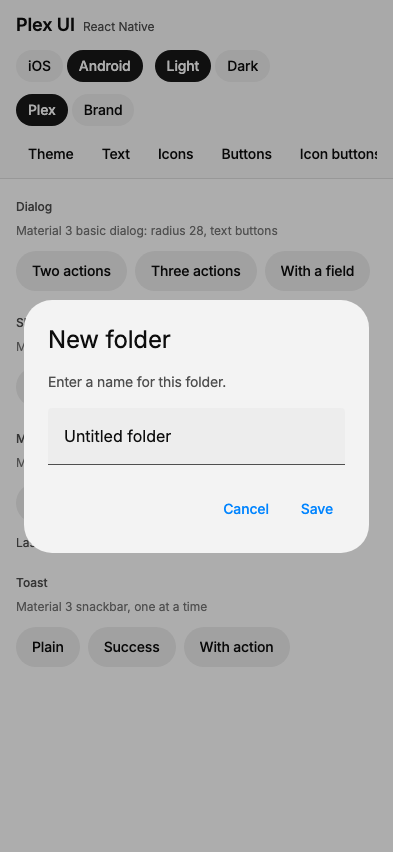 Plex UI React Native
iOS Android Light Dark
Plex Brand
Theme Text Icons Buttons Icon buttons
Dialog
Material 3 basic dialog: radius 28, text buttons
Two actions Three actions With a field
New folder
Enter a name for this folder.
Untitled folder
Cancel Save
Toast
Material 3 snackbar, one at a time
Plain Success With action